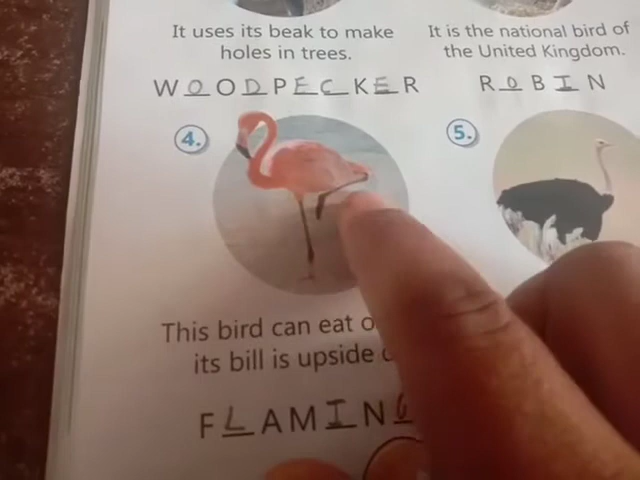 It uses its beak to make
holes in trees.
WOODPECKER
It is the national bird of
the United Kingdom.
ROBIN
4.
5.
This bird can eat
its bill is upside
FLAMING